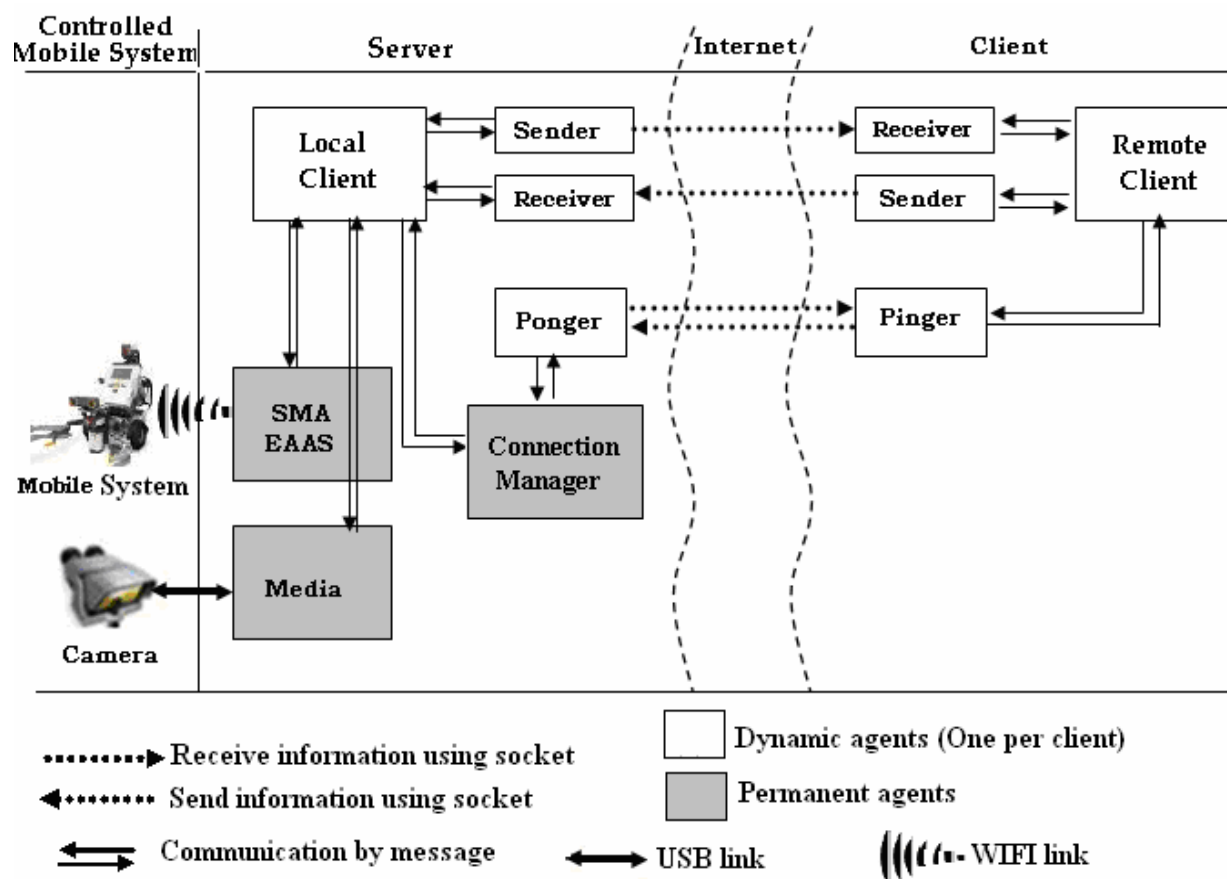 Controlled
Mobile System
Server
Internet
Client
Local
Client
Sender
Receiver
Receiver
Sender
Remote
Client
Ponger
Pinger
SMA
EAAS
Connection
Manager
Mobile System
Media
Camera
Receive information using socket
Send information using socket
Communication by message
USB link
Dynamic agents (One per client)
Permanent agents
WIFI link